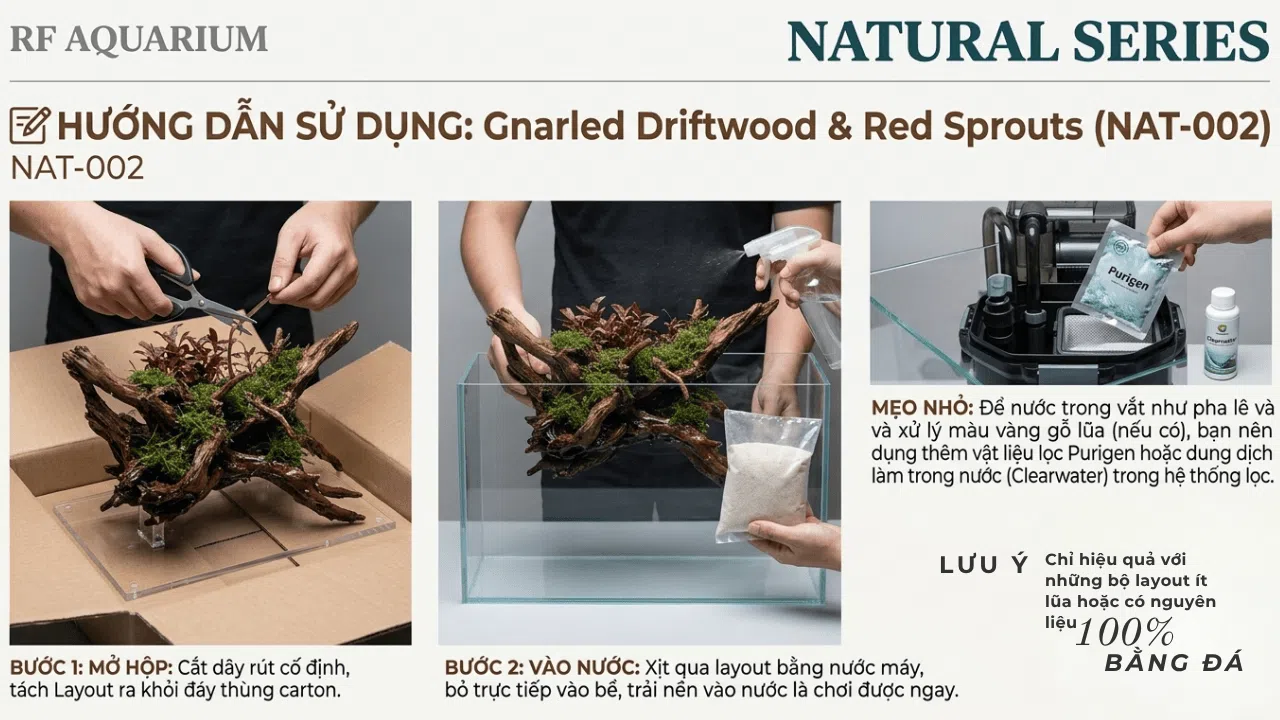 RF AQUARIUM
NATURAL SERIES
HƯỚNG DẪN SỬ DỤNG: Gnarled Driftwood & Red Sprouts (NAT-002)
NAT-002
BƯỚC 1: MỞ HỘP: Cắt dây rút cố định,
tách Layout ra khỏi đáy thùng carton.
BƯỚC 2: VÀO NƯỚC: Xịt qua layout bằng nước máy,
bỏ trực tiếp vào bể, trải nền vào nước là chơi được ngay.
Purigen
MẸO NHỎ: Để nước trong vắt như pha lê và
và xử lý màu vàng gỗ lũa (nếu có), bạn nên
dụng thêm vật liệu lọc Purigen hoặc dung dịch
làm trong nước (Clearwater) trong hệ thống lọc.
LƯU Ý
Chỉ hiệu quả với
những bộ layout ít
lũa hoặc có nguyên
liệu
100%
BẰNG ĐÁ